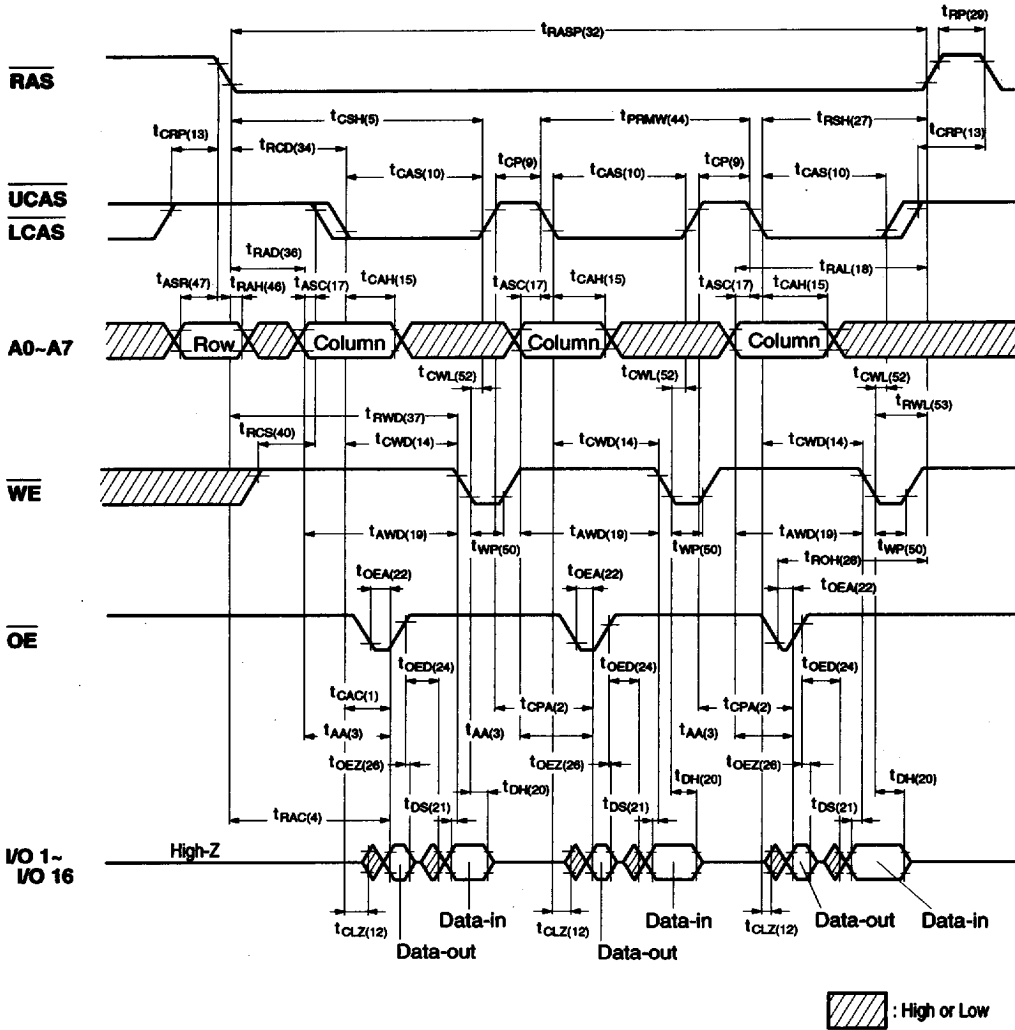 tRASP(32)
tRP(29)
RAS
tCSH(5)
tPRMW(44)
tRSH(27)
tCRP(13)
tCRP(13)
tRCD(34)
tCAS(10)
tCP(9)
tCAS(10)
tCP(9)
tCAS(10)
UCAS
LCAS
tRAD(36)
tRAL(18)
tASR(47)
tRAH(46)
tASC(17)
tCAH(15)
tASC(17)
tCAH(15)
tASC(17)
tCAH(15)
A0~A7
Row
Column
Column
Column
tCWL(52)
tCWL(52)
tCWL(52)
tRWD(37)
tRWL(53)
tRCS(40)
tCWD(14)
tCWD(14)
tCWD(14)
WE
tAWD(19)
tWP(50)
tAWD(19)
tWP(50)
tAWD(19)
tWP(50)
tROH(28)
tOEA(22)
tOEA(22)
tOEA(22)
OE
tOED(24)
tOED(24)
tOED(24)
tCAC(1)
tCPA(2)
tCPA(2)
tAA(3)
tAA(3)
tAA(3)
tOEZ(26)
tOEZ(26)
tOEZ(26)
tDH(20)
tDH(20)
tDH(20)
tDS(21)
tDS(21)
tDS(21)
tRAC(4)
I/O 1~
I/O 16
High-Z
tCLZ(12)
Data-in
Data-out
tCLZ(12)
Data-in
Data-out
tCLZ(12)
Data-out
Data-in
: High or Low